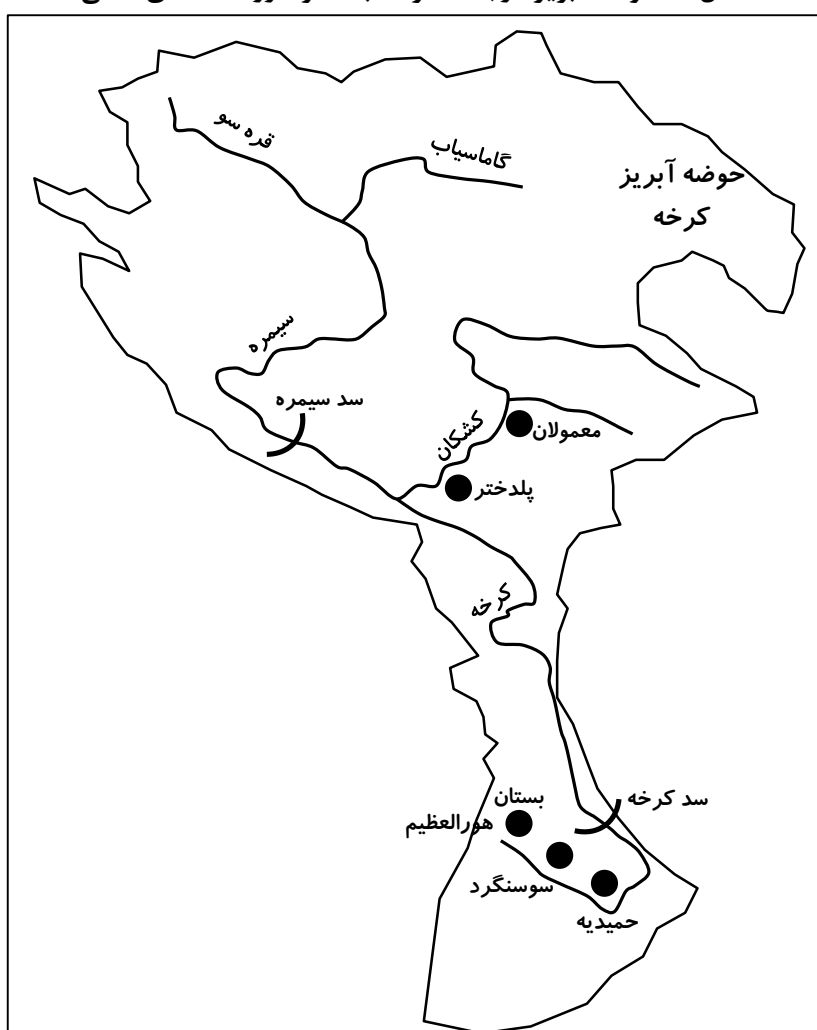 قره سو
گاماسیاب
حوضه آبریز
کرخه
سیمره
سد سیمره
کشکان
معمولان
پلدختر
کرخه
بستان
سد کرخه
هورالعظیم
سوسنگرد
حمیدیه